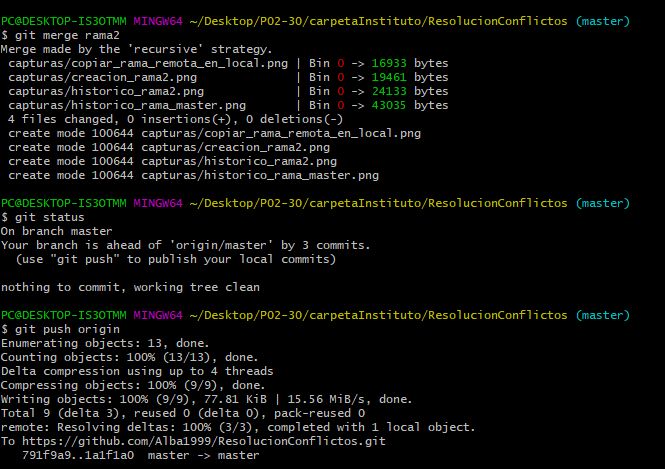 PC@DESKTOP-IS3OTMM MINGW64 ~/Desktop/P02-30/carpetaInstituto/ResolucionConflictos (master)
$ git merge rama2
Merge made by the 'recursive' strategy.
 capturas/copiar_rama_remota_en_local.png | Bin 0 -> 16933 bytes
 capturas/creacion_rama2.png              | Bin 0 -> 19461 bytes
 capturas/historico_rama2.png             | Bin 0 -> 24133 bytes
 capturas/historico_rama_master.png       | Bin 0 -> 43035 bytes
 4 files changed, 0 insertions(+), 0 deletions(-)
 create mode 100644 capturas/copiar_rama_remota_en_local.png
 create mode 100644 capturas/creacion_rama2.png
 create mode 100644 capturas/historico_rama2.png
 create mode 100644 capturas/historico_rama_master.png
PC@DESKTOP-IS3OTMM MINGW64 ~/Desktop/P02-30/carpetaInstituto/ResolucionConflictos (master)
$ git status
On branch master
Your branch is ahead of 'origin/master' by 3 commits.
  (use "git push" to publish your local commits)
nothing to commit, working tree clean
PC@DESKTOP-IS3OTMM MINGW64 ~/Desktop/P02-30/carpetaInstituto/ResolucionConflictos (master)
$ git push origin
Enumerating objects: 13, done.
Counting objects: 100% (13/13), done.
Delta compression using up to 4 threads
Compressing objects: 100% (9/9), done.
Writing objects: 100% (9/9), 77.81 KiB | 15.56 MiB/s, done.
Total 9 (delta 3), reused 0 (delta 0), pack-reused 0
remote: Resolving deltas: 100% (3/3), completed with 1 local object.
To https://github.com/Alba1999/ResolucionConflictos.git
   791f9a9..1a1f1a0  master -> master